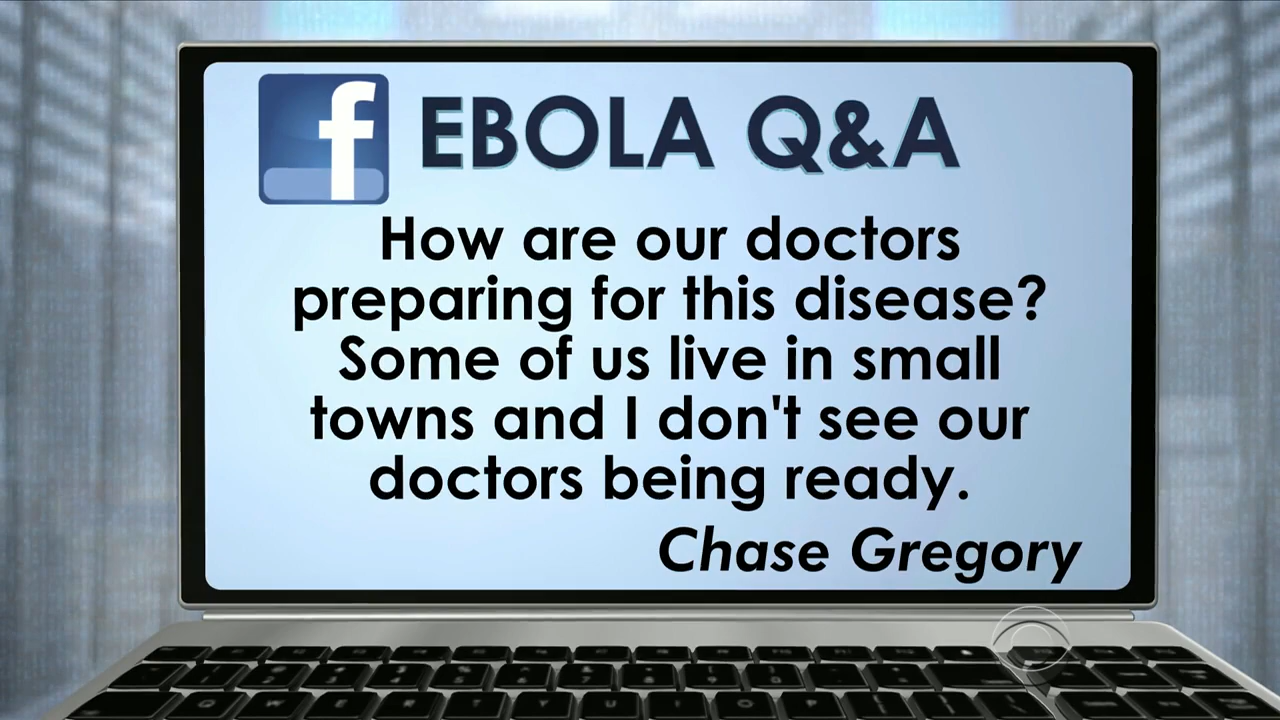 f EBOLA Q&A
How are our doctors
preparing for this disease?
Some of us live in small
towns and I don't see our
doctors being ready.
Chase Gregory